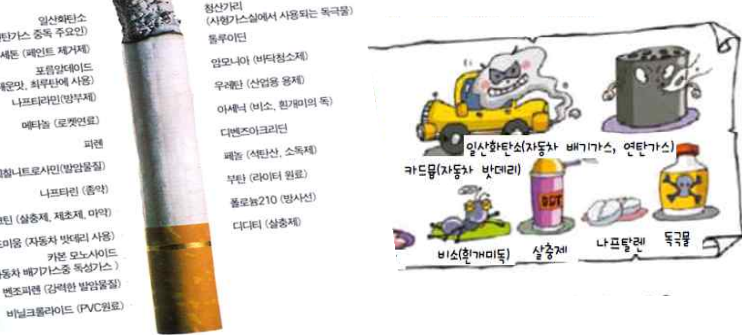 일산화탄소
탄가스 중독 주요인)
세톤 (페인트 제거제)
포름알데이드
매운맛, 최루탄에 사용)
나프티라민(방부제)
메타놀 (로켓연료)
피렌
틸니트로사민(발암물질)
나프타린 (좀약)
코틴 (살충제, 제초제, 마약)
드미움 (자동차 밧데리 사용)
카본 모노사이드
동차 배기가스중 독성가스 )
벤조피렌 (강력한 발암물질)
비닐크롤라이드 (PVC원료)
청산가리
(사형가스실에서 사용되는 독극물)
톨루이딘
암모니아 (바닥청소제)
우레탄 (산업용 용제)
아세닉 (비소, 흰개미의 독)
디벤즈아크리딘
페놀 (석탄산, 소독제)
부탄 (라이터 원료)
폴로늄210 (방사선)
디디티 (살충제)
일산화탄소(자동차 배기가스, 연탄가스)
카드뮴(자동차 밧데리)
DDT
비소(흰개미독)
살충제
나프탈렌
독극물